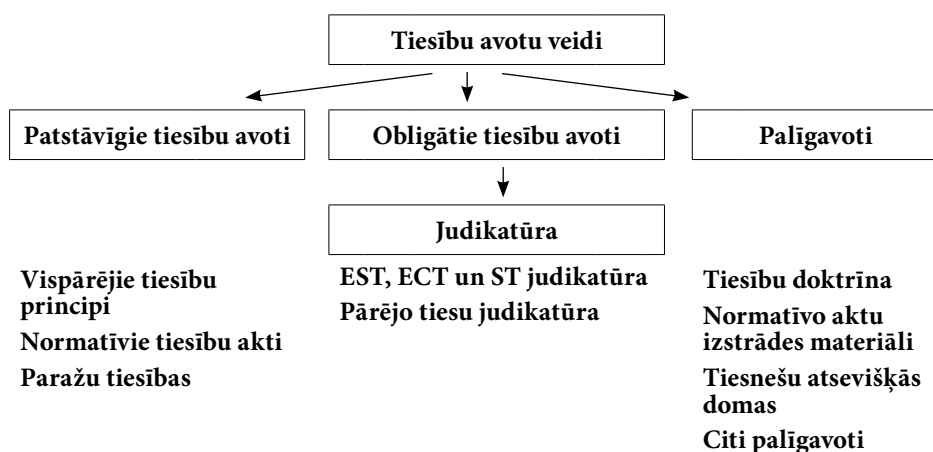 Tiesību avotu veidi
Patstāvīgie tiesību avoti
Obligātie tiesību avoti
Palīgavoti
Judikatūra
Vispārējie tiesību
principi
Normatīvie tiesību akti
Paražu tiesības
EST, ECT un ST judikatūra
Pārējo tiesu judikatūra
Tiesību doktrīna
Normatīvo aktu
izstrādes materiāli
Tiesnešu atsevišķās
domas
Citi palīgavoti